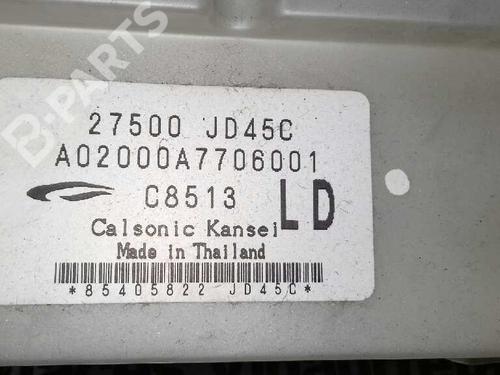 B-PARTS
27500 JD45C
A02000A7706001
C8513
LD
Calsonic Kansei
Made in Thailand
*85405822 JD45C*